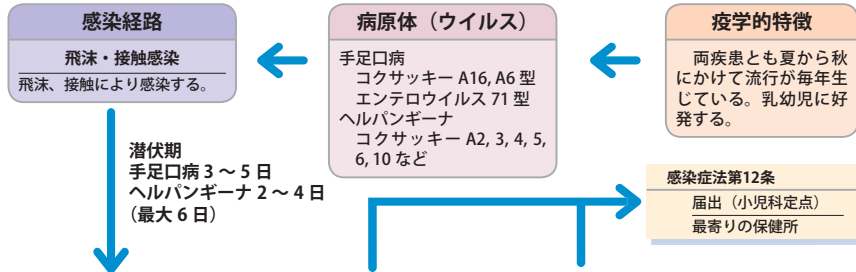 感染経路
飛沫・接触感染
飛沫、接触により感染する。
病原体（ウイルス）
手足口病
コクサッキー A16, A6 型
エンテロウイルス 71 型
ヘルパンギーナ
コクサッキー A2, 3, 4, 5,
6, 10 など
疫学的特徴
両疾患とも夏から秋
にかけて流行が毎年生
じている。乳幼児に好
発する。
潜伏期
手足口病 3 ～ 5 日
ヘルパンギーナ 2 ～ 4 日
（最大 6 日）
感染症法第12条
届出（小児科定点）
最寄りの保健所